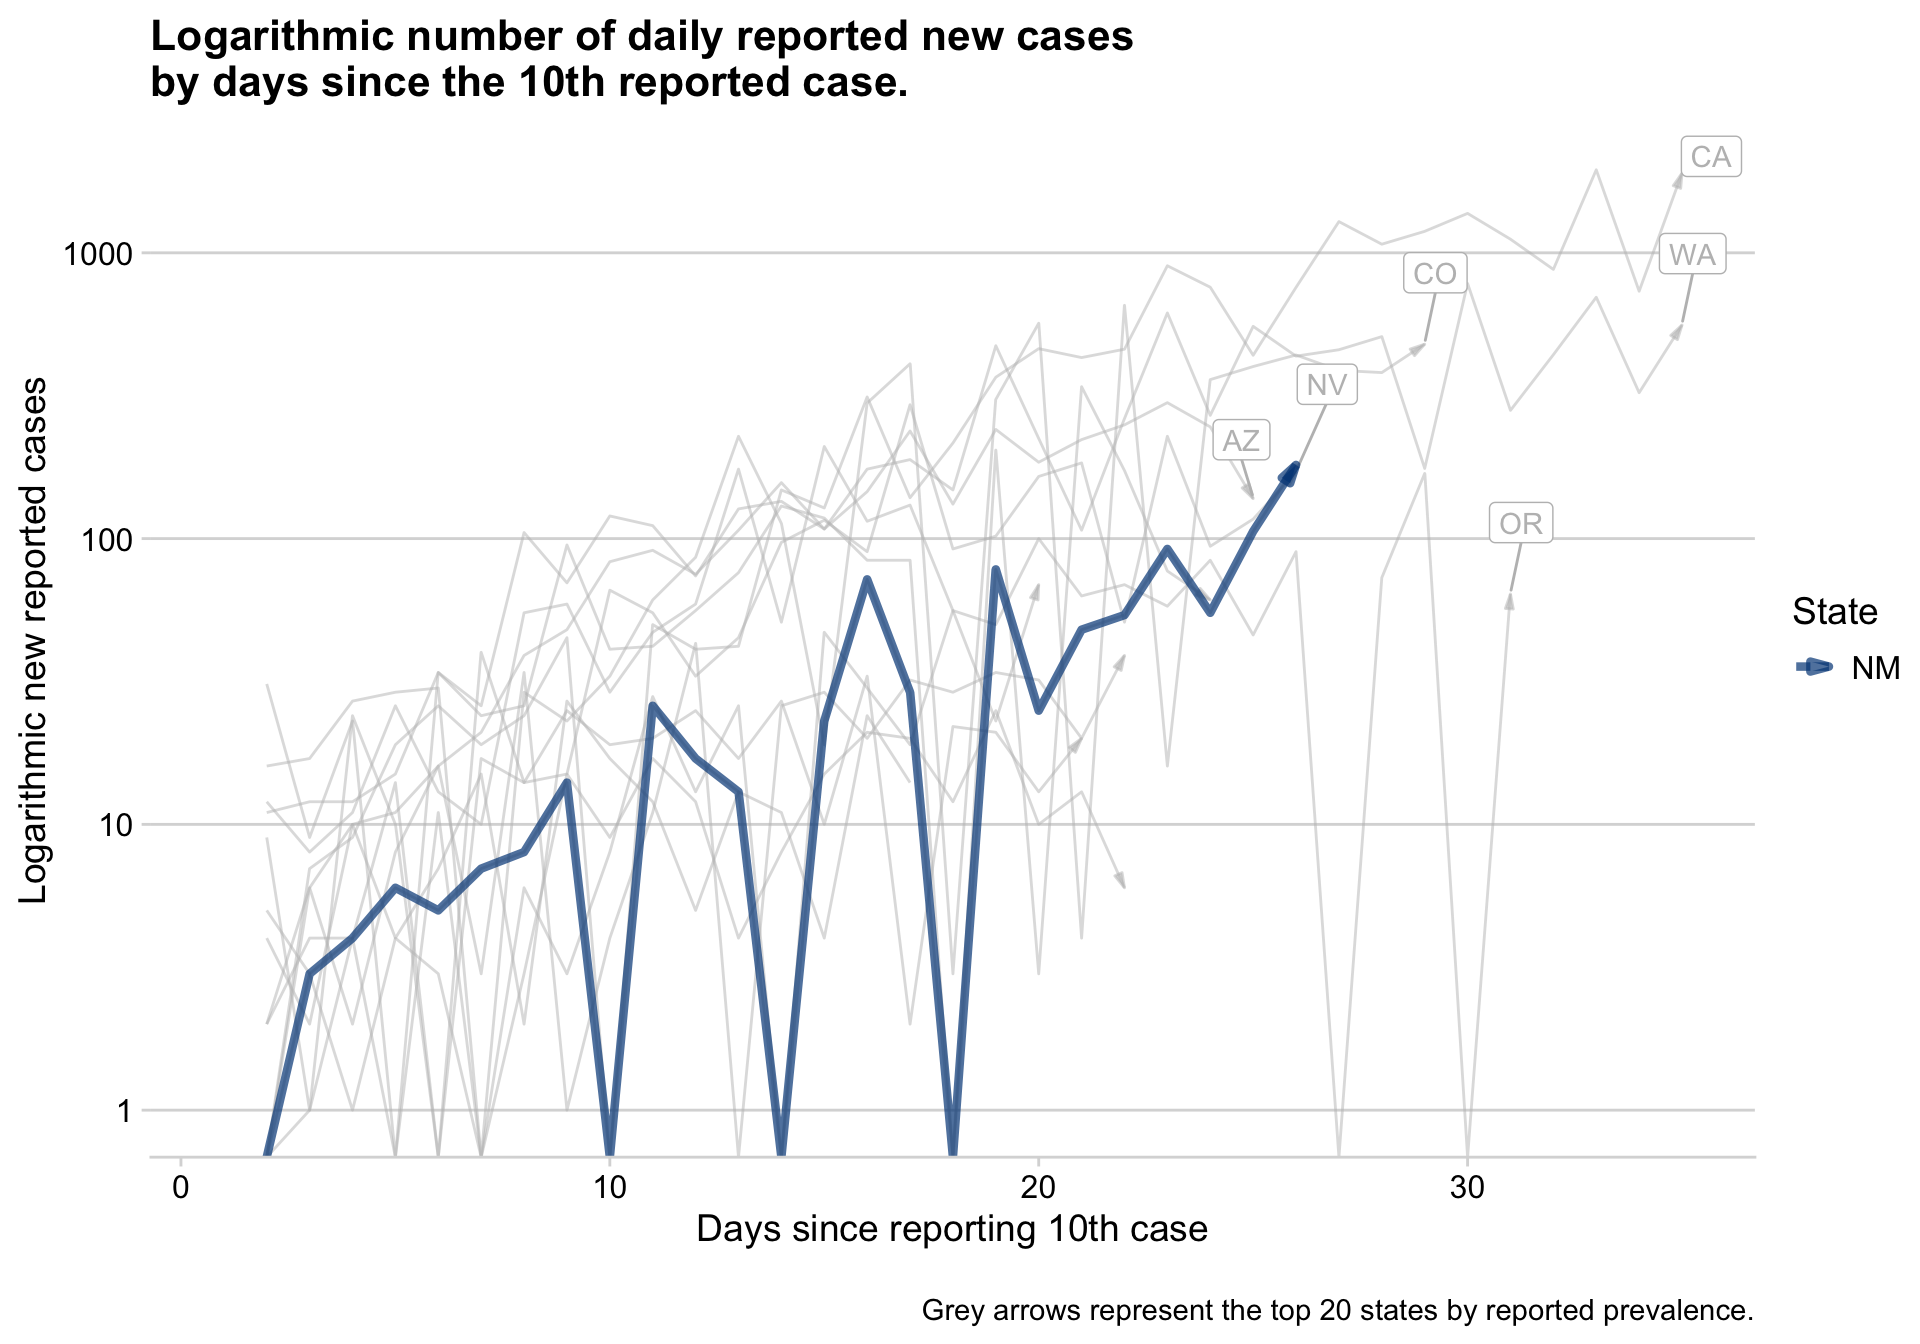 Logarithmic number of daily reported new cases
by days since the 10th reported case.
CA
WA
CO
NV
AZ
OR
1000
100
10
1
Logarithmic new reported cases
0
10
20
30
Days since reporting 10th case
State
NM
Grey arrows represent the top 20 states by reported prevalence.